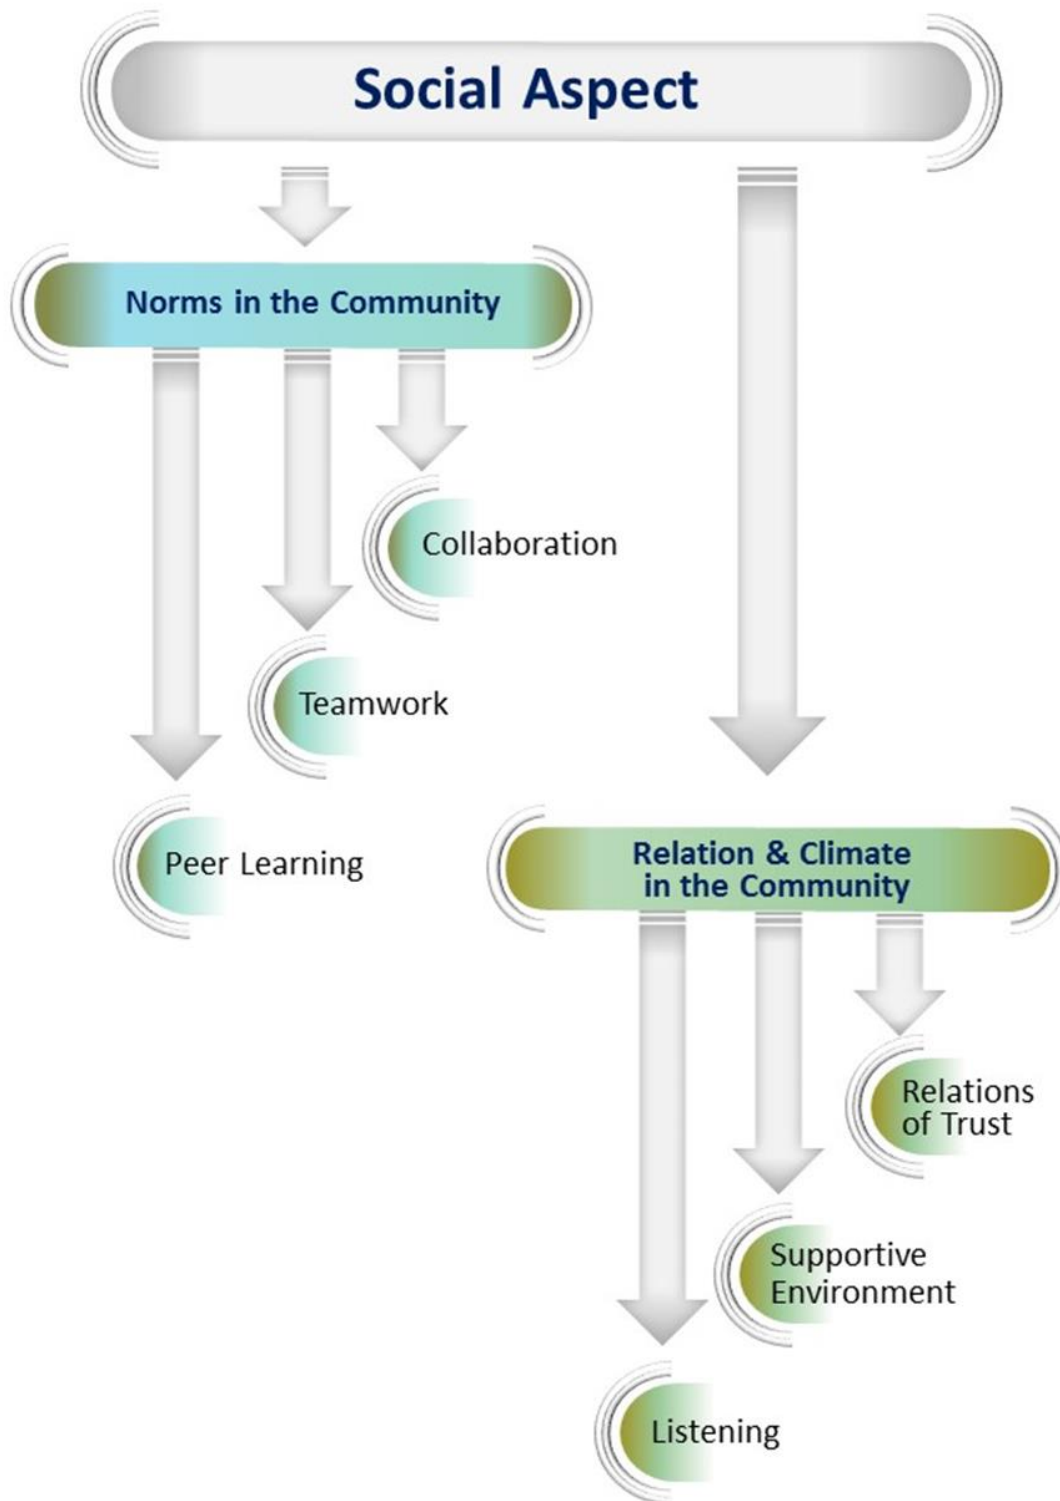 Social Aspect
Norms in the Community
Collaboration
Teamwork
Peer Learning
Relation & Climate
in the Community
Relations
of Trust
Supportive
Environment
Listening